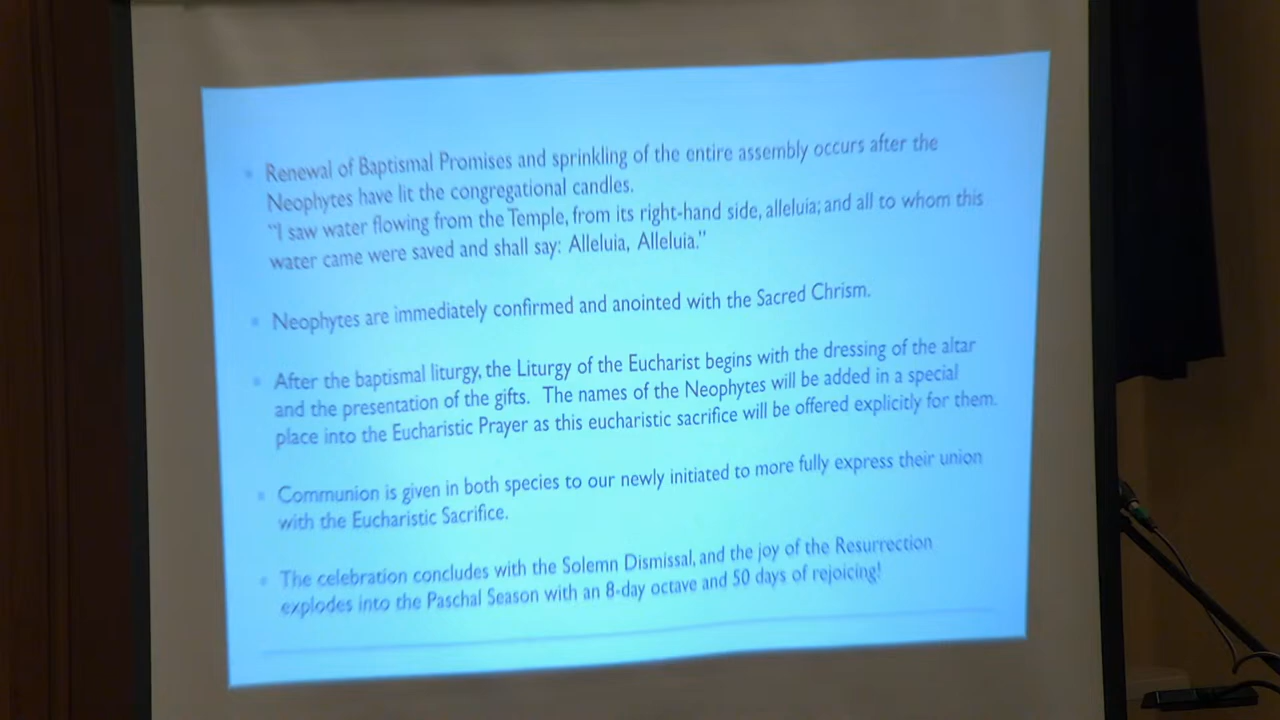 Renewal of Baptismal Promises and sprinkling of the entire assembly occurs after the
Neophytes have lit the congregational candles.
"I saw water flowing from the Temple, from its right-hand side, alleluia; and all to whom this
water came were saved and shall say: Alleluia, Alleluia."
Neophytes are immediately confirmed and anointed with the Sacred Chrism.
After the baptismal liturgy, the Liturgy of the Eucharist begins with the dressing of the altar
and the presentation of the gifts. The names of the Neophytes will be added in a special
place into the Eucharistic Prayer as this eucharistic sacrifice will be offered explicitly for them.
Communion is given in both species to our newly initiated to more fully express their union
with the Eucharistic Sacrifice.
The celebration concludes with the Solemn Dismissal, and the joy of the Resurrection
explodes into the Paschal Season with an 8-day octave and 50 days of rejoicing!